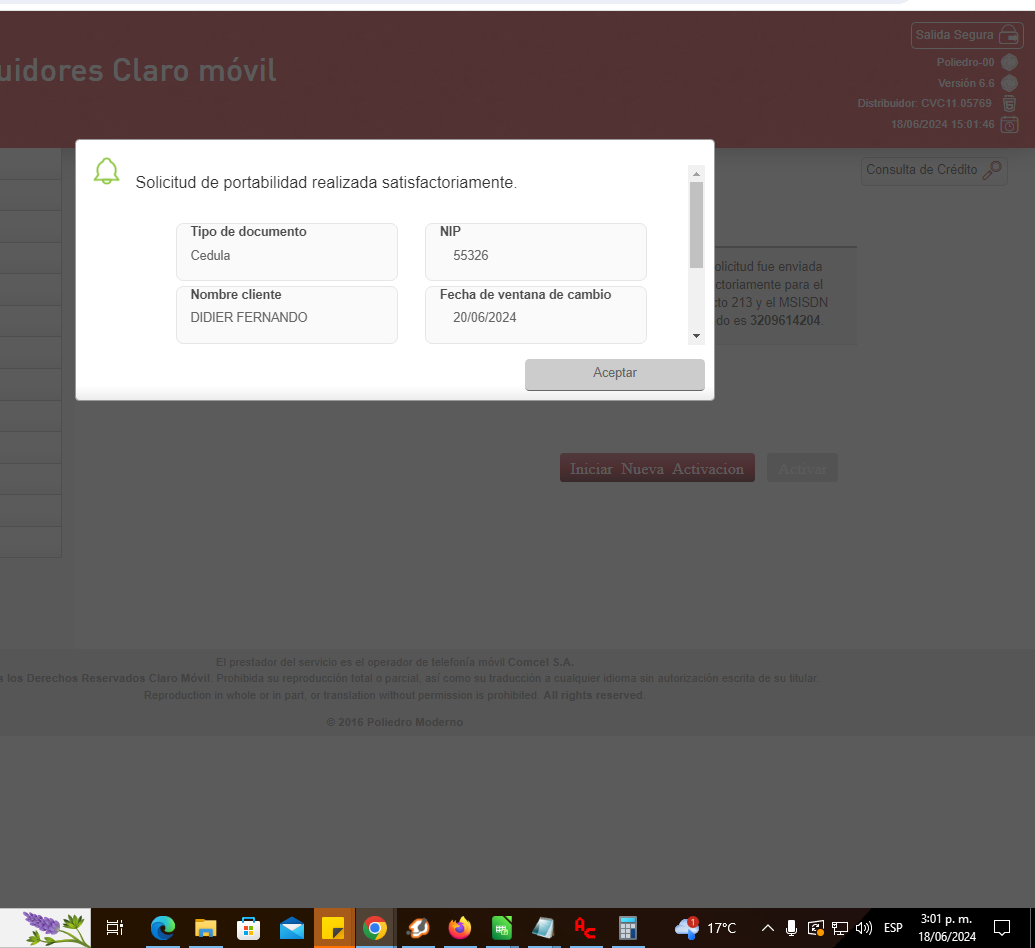 Salida Segura
uidores Claro móvil
Poliedro-00
Versión 6.6
Distribuidor: CVC11.05769
18/06/2024 15:01:46
Consulta de Crédito
Solicitud de portabilidad realizada satisfactoriamente.
Tipo de documento
Cedula
NIP
55326
Nombre cliente
DIDIER FERNANDO
Fecha de ventana de cambio
20/06/2024
Aceptar
olicitud fue enviada
ctoriamente para el
cto 213 y el MSISDN
do es 3209614204.
Iniciar Nueva Activacion
Activar
El prestador del servicio es el operador de telefonía móvil Comcel S.A.
s los Derechos Reservados Claro Móvil. Prohibida su reproducción total o parcial, así como su traducción a cualquier idioma sin autorización escrita de su titular.
Reproduction in whole or in part, or translation without permission is prohibited. All rights reserved.
© 2016 Poliedro Moderno
1
17°C
ESP
3:01 p. m.
18/06/2024